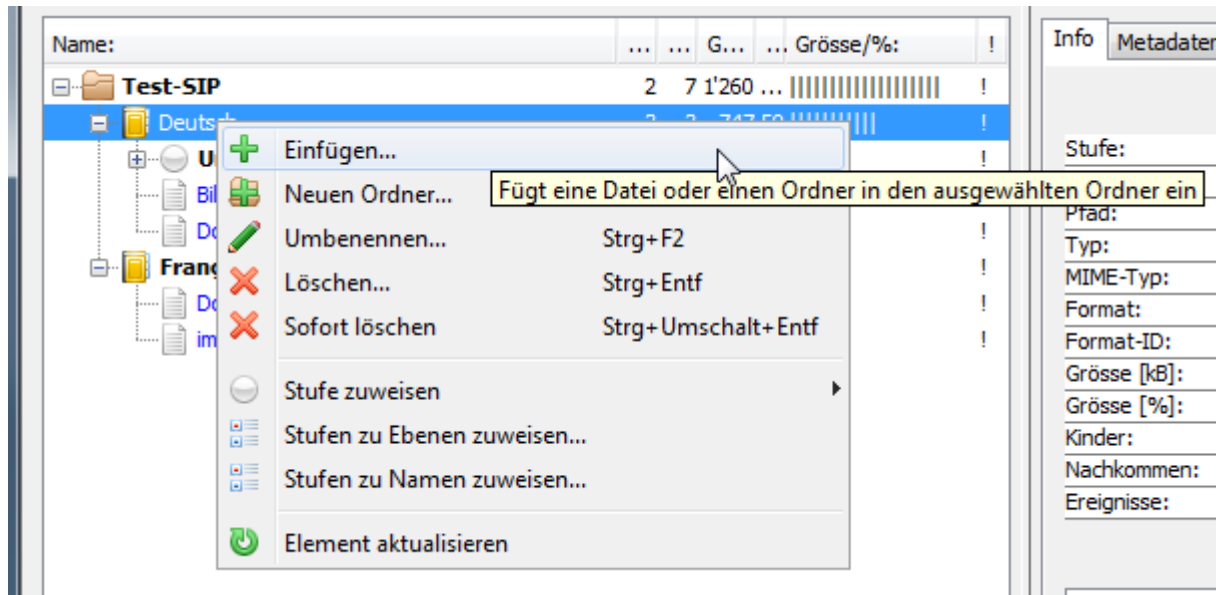 Name: ... ... G... ... Grösse/%: !
Info Metadaten
Test-SIP 2 7 1'260 ... !
Deutsch !
Einfügen... !
Stufe:
Neuen Ordner...
Fügt eine Datei oder einen Ordner in den ausgewählten Ordner ein
Pfad:
Umbenennen... Strg+F2 !
Typ:
Löschen... Strg+Entf !
MIME-Typ:
Sofort löschen Strg+Umschalt+Entf !
Format:
im !
Format-ID:
Grösse [kB]:
Stufe zuweisen
Grösse [%]:
Stufen zu Ebenen zuweisen...
Kinder:
Stufen zu Namen zuweisen...
Nachkommen:
Ereignisse:
Element aktualisieren